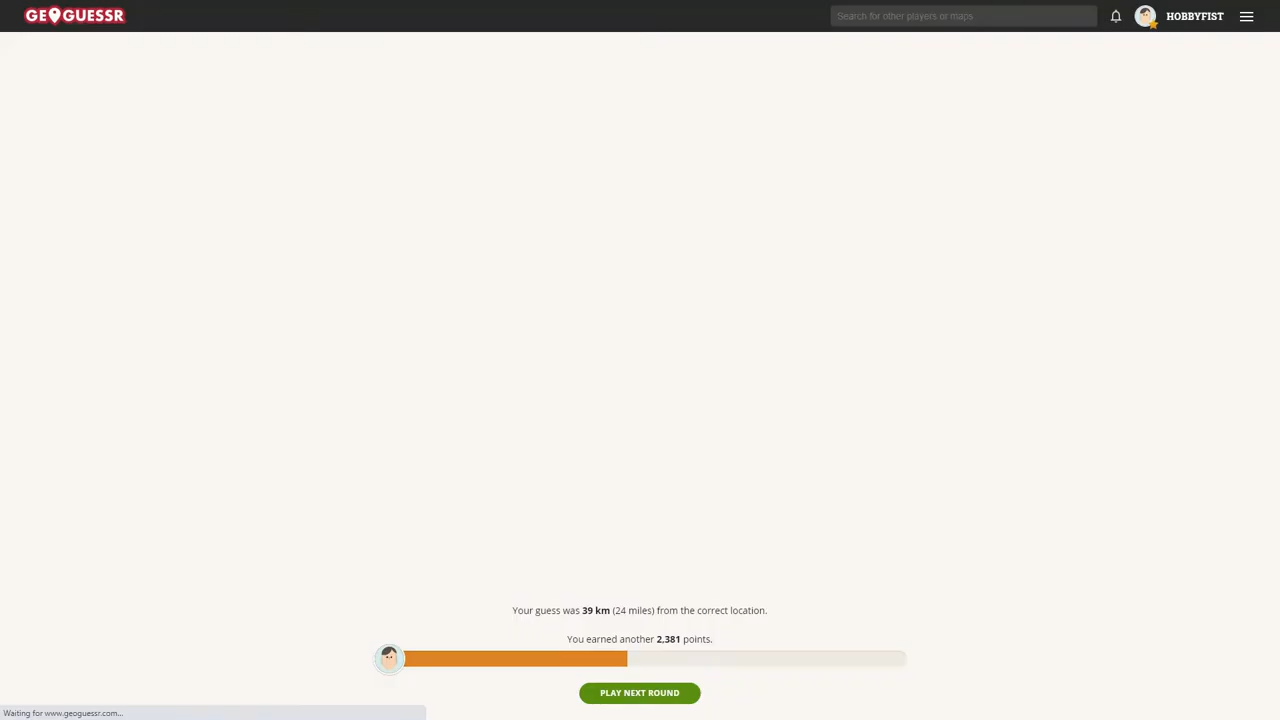 GEOGUESSR
Search for other players or maps
HOBBYFIST
Your guess was 39 km (24 miles) from the correct location.
You earned another 2,381 points.
PLAY NEXT ROUND
Waiting for www.geoguessr.com...